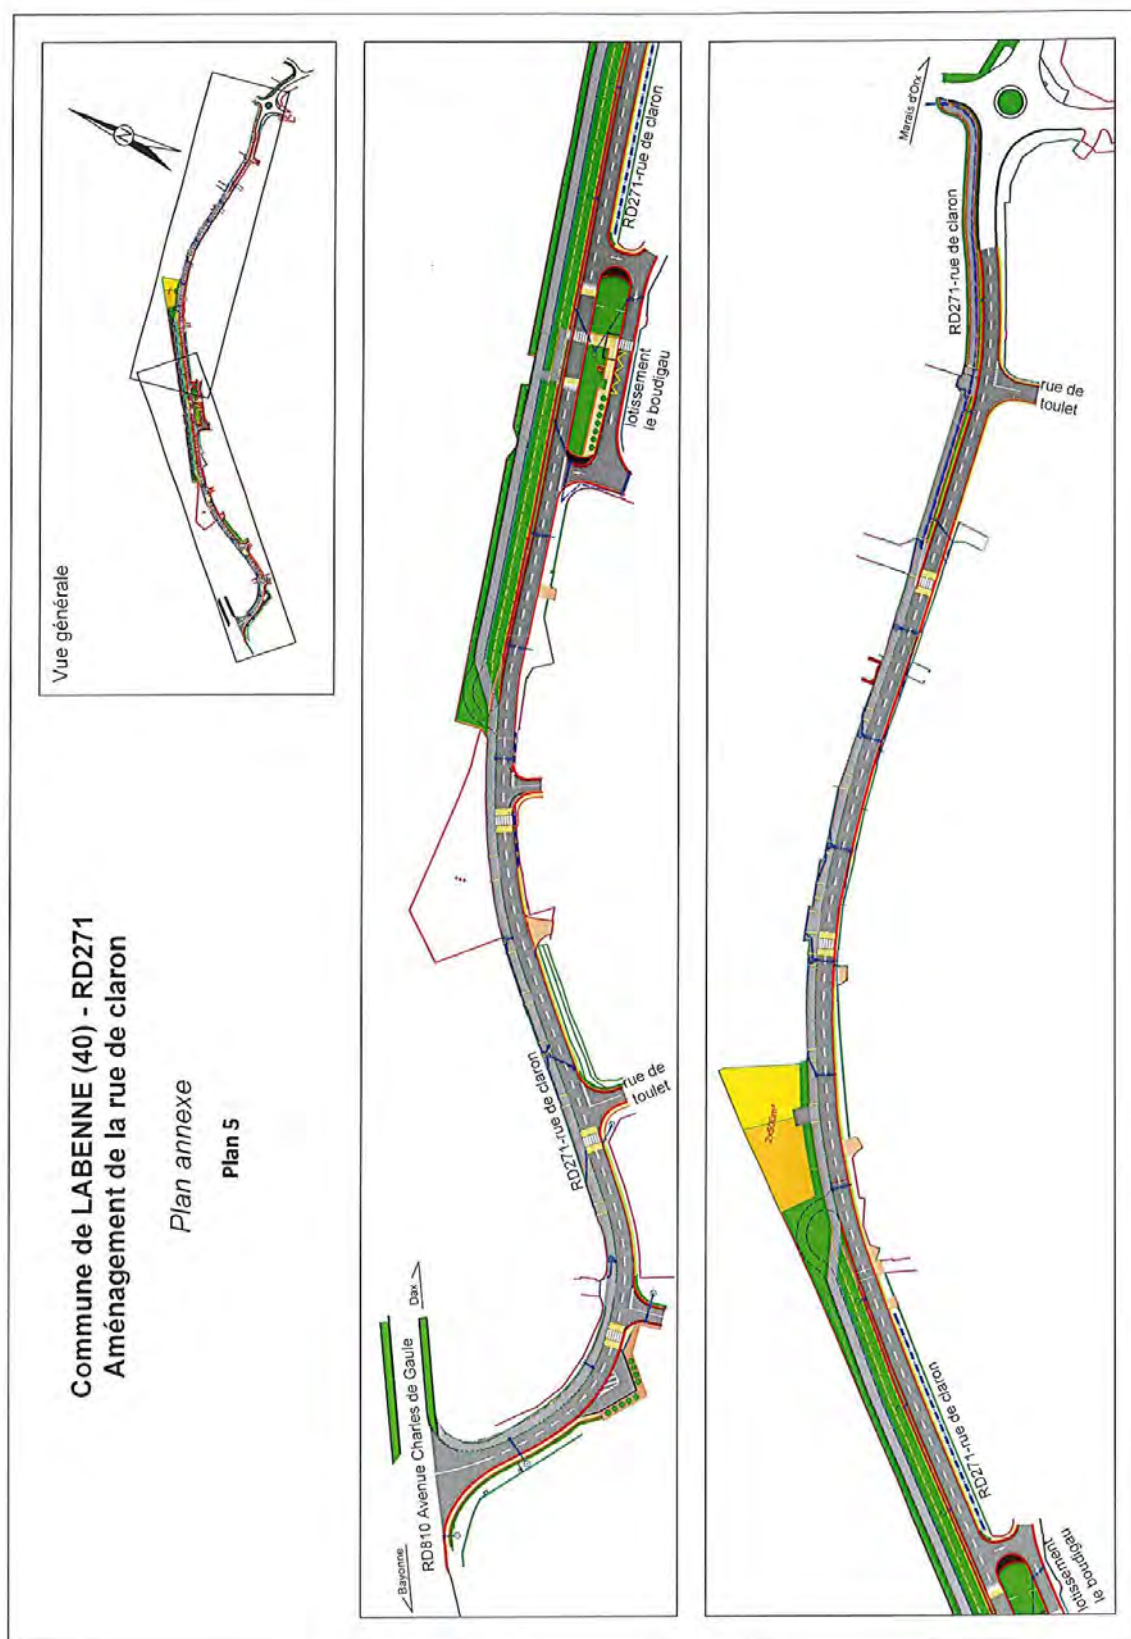 Commune de LABENNE (40) - RD271
Aménagement de la rue de claron
Plan annexe
Plan 5
Vue générale
N
Bayonne
Dax
RD810 Avenue Charles de Gaule
RD271-rue de claron
rue de
toulet
lotissement
le boudigau
RD271-rue de claron
lotissement
le boudigau
RD271-rue de claron
rue de
toulet
RD271-rue de claron
Marais d'Orx